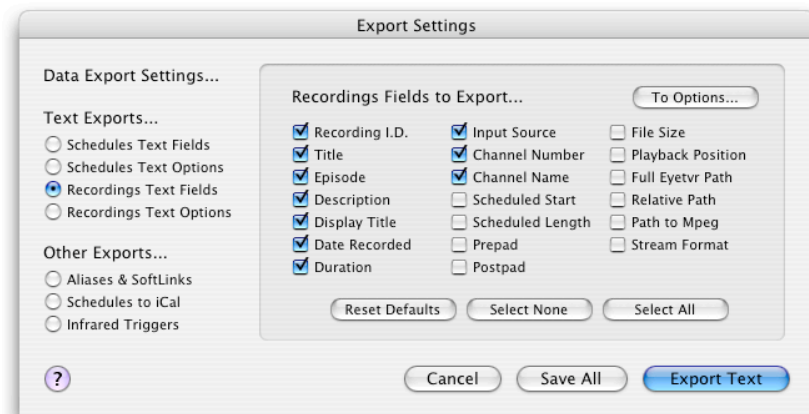 Export Settings
Data Export Settings...
Text Exports...
Schedules Text Fields
Schedules Text Options
Recordings Text Fields
Recordings Text Options
Other Exports...
Aliases & SoftLinks
Schedules to iCal
Infrared Triggers
Recordings Fields to Export...
To Options...
Recording I.D.
Title
Episode
Description
Display Title
Date Recorded
Duration
Input Source
Channel Number
Channel Name
Scheduled Start
Scheduled Length
Prepad
Postpad
File Size
Playback Position
Full Eyetvr Path
Relative Path
Path to Mpeg
Stream Format
Reset Defaults
Select None
Select All
?
Cancel
Save All
Export Text